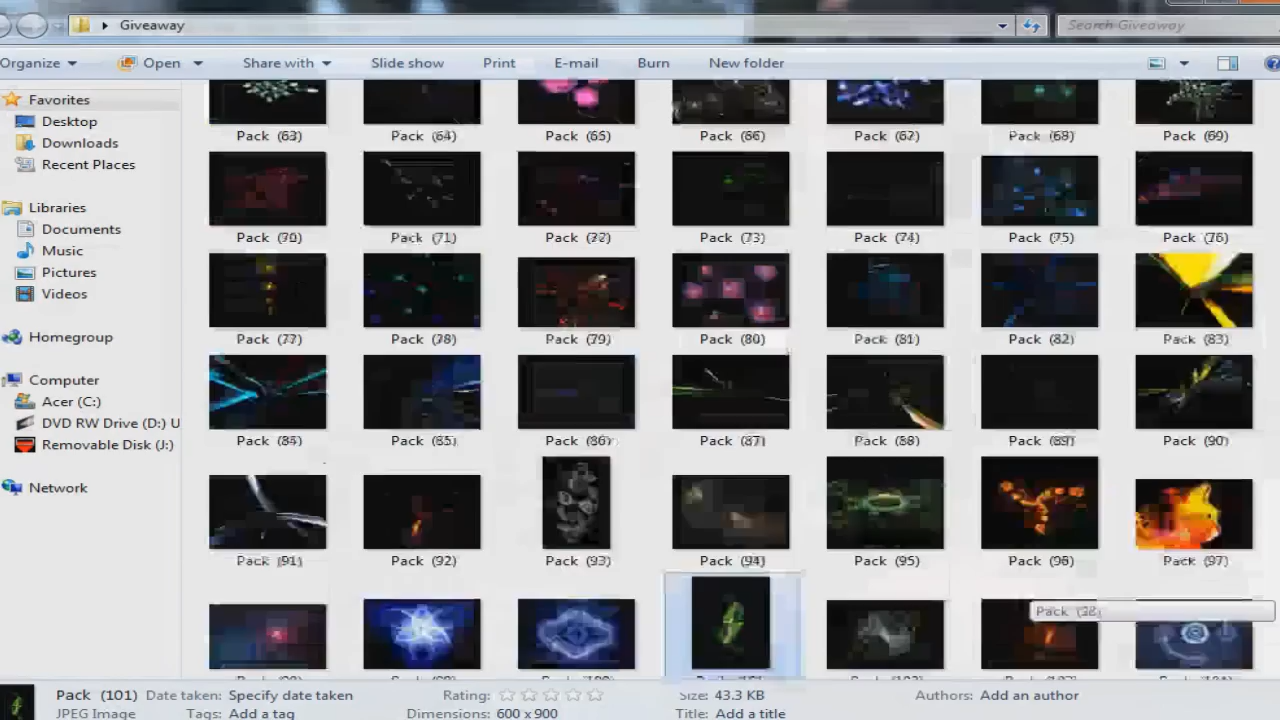 Giveaway
Search Giveaway
Organize
Open
Share with
Slide show
Print
E-mail
Burn
New folder
Favorites
Desktop
Downloads
Recent Places
Libraries
Documents
Music
Pictures
Videos
Homegroup
Computer
Acer (C:)
DVD RW Drive (D:) U
Removable Disk (J:)
Network
Pack (63) Pack (64) Pack (65) Pack (66) Pack (67) Pack (68) Pack (69)
Pack (70) Pack (71) Pack (72) Pack (73) Pack (74) Pack (75) Pack (76)
Pack (77) Pack (78) Pack (79) Pack (80) Pack (81) Pack (82) Pack (83)
Pack (84) Pack (85) Pack (86) Pack (87) Pack (88) Pack (89) Pack (90)
Pack (91) Pack (92) Pack (93) Pack (94) Pack (95) Pack (96) Pack (97)
Pack
Pack (101) Date taken: Specify date taken Rating: Size: 43.3 KB Authors: Add an author
JPEG Image Tags: Add a tag Dimensions: 600 x 900 Title: Add a title